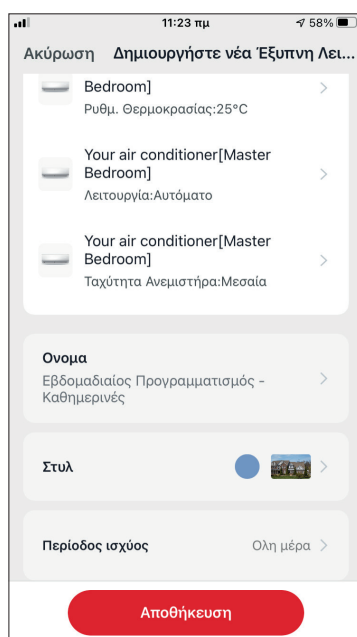 11:23 πμ
58%
Ακύρωση Δημιουργήστε νέα Έξυπνη Λει...
Bedroom]
Ρυθμ. Θερμοκρασίας:25°C
Your air conditioner[Master
Bedroom]
Λειτουργία:Αυτόματο
Your air conditioner[Master
Bedroom]
Ταχύτητα Ανεμιστήρα:Μεσαία
Ονομα
Εβδομαδιαίος Προγραμματισμός -
Καθημερινές
Στυλ
Περίοδος ισχύος Ολη μέρα
Αποθήκευση